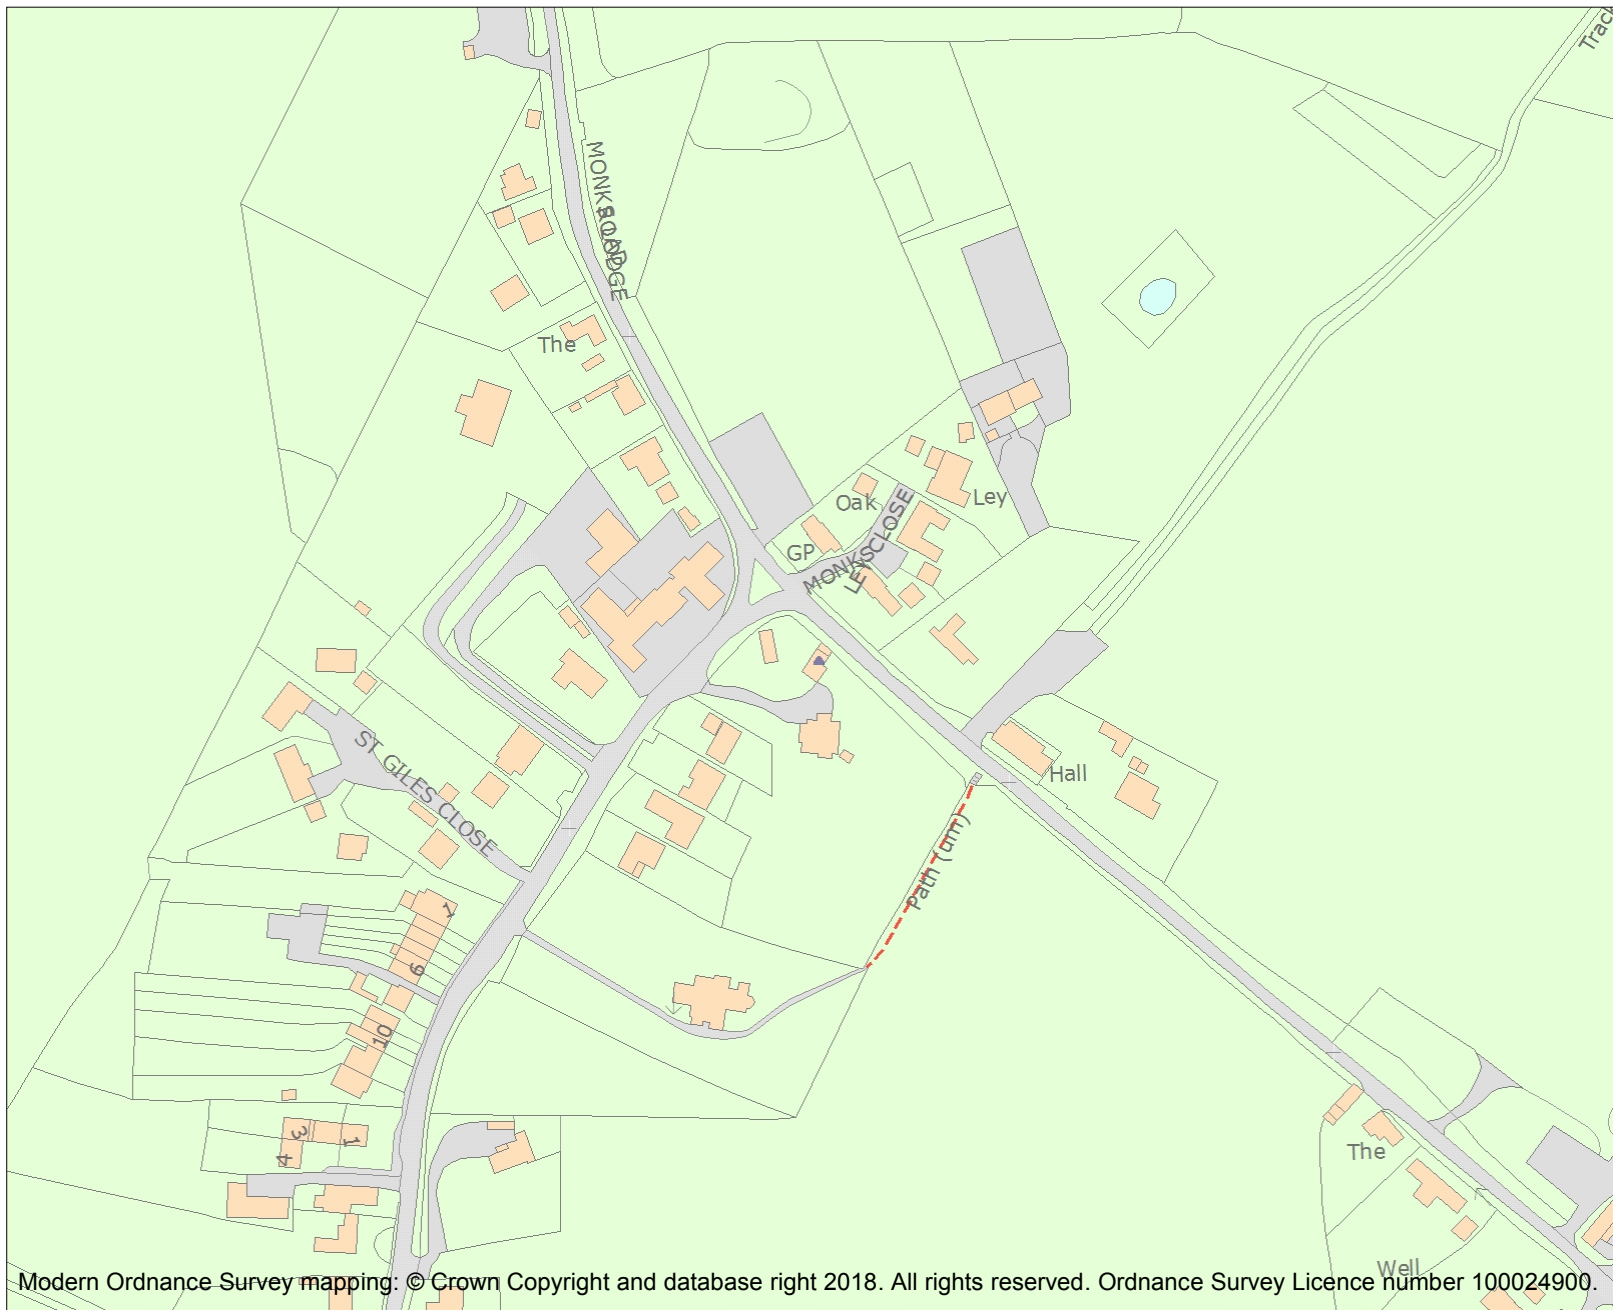 Track
MONKS LODGE
ROAD
The
Oak
Ley
GP
MONKS CLOSE
LEY
ST GILES CLOSE
Hall
Path (um)
1
6
10
3
1
4
The
Well
Modern Ordnance Survey mapping: © Crown Copyright and database right 2018. All rights reserved. Ordnance Survey Licence number 100024900.